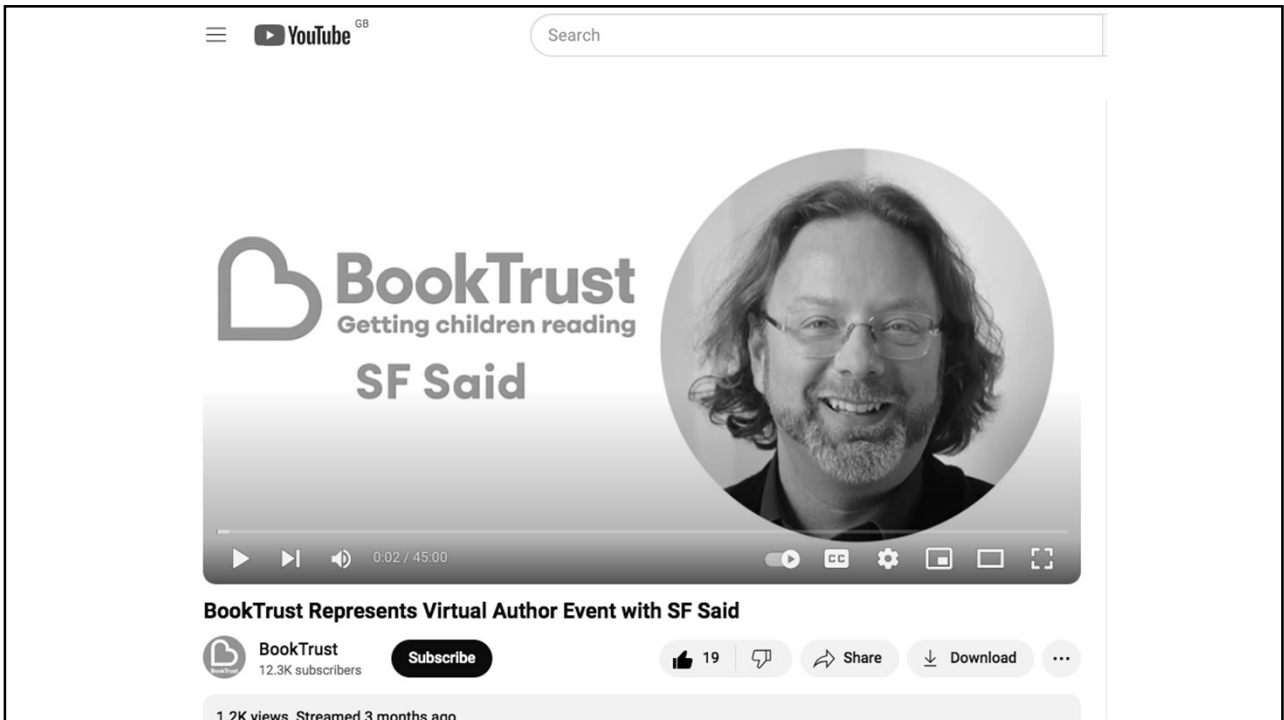 YouTube GB
Search
BookTrust
Getting children reading
SF Said
0:02 / 45:00
CC
BookTrust Represents Virtual Author Event with SF Said
BookTrust
BookTrust
12.3K subscribers
Subscribe
19
Share
Download
1.2K views Streamed 3 months ago